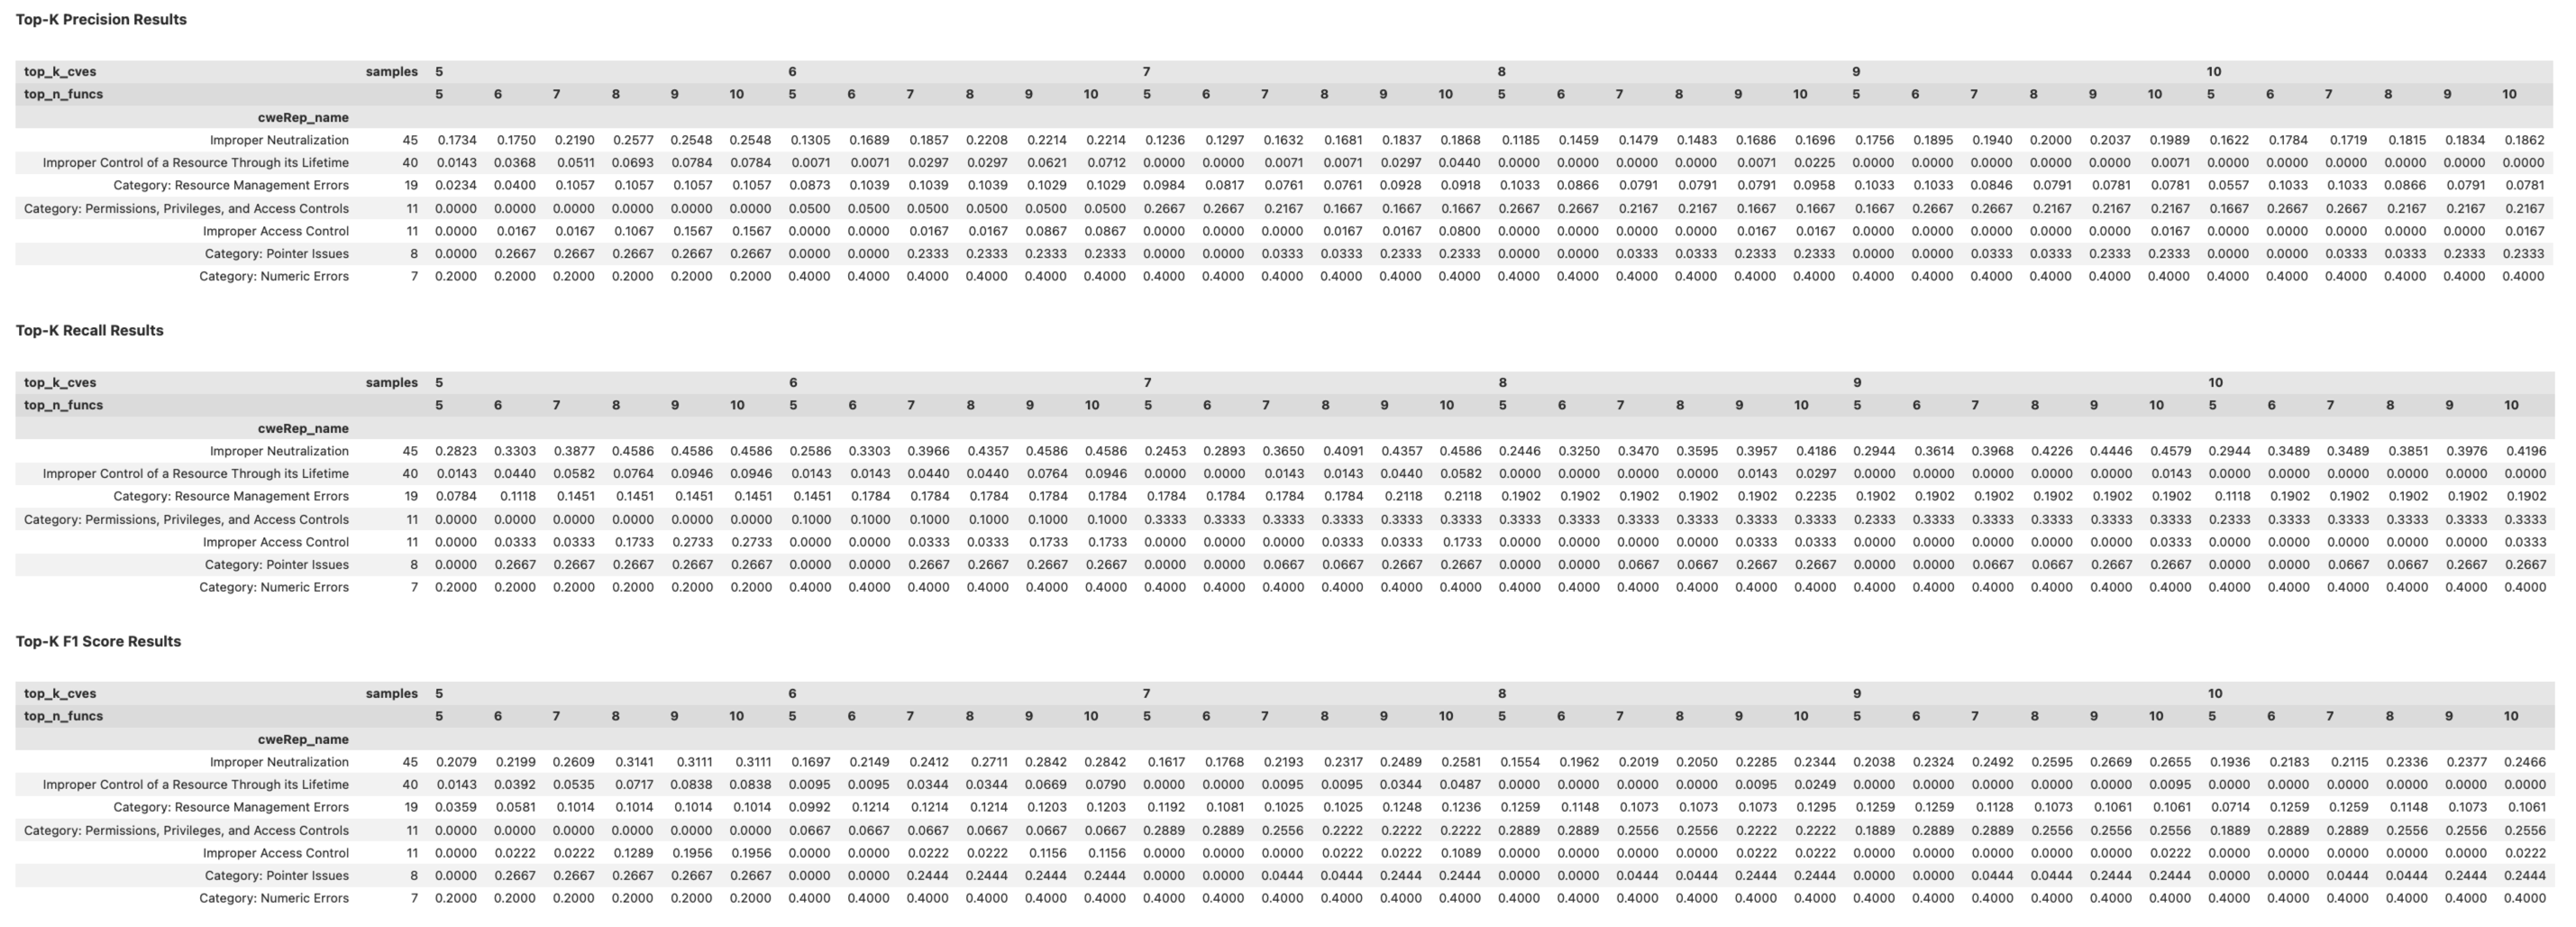 Top-K Precision Results
top_k_cves samples 5 6 7 8 9 10
top_n_funcs 5 6 7 8 9 10 5 6 7 8 9 10 5 6 7 8 9 10 5 6 7 8 9 10 5 6 7 8 9 10 5 6 7 8 9 10
cweRep_name
Improper Neutralization 45 0.1734 0.1750 0.2190 0.2577 0.2548 0.2548 0.1305 0.1689 0.1857 0.2208 0.2214 0.2214 0.1236 0.1297 0.1632 0.1681 0.1837 0.1868 0.1185 0.1459 0.1479 0.1483 0.1686 0.1696 0.1756 0.1895 0.1940 0.2000 0.2037 0.1989 0.1622 0.1784 0.1719 0.1815 0.1834 0.1862
Improper Control of a Resource Through its Lifetime 40 0.0143 0.0368 0.0511 0.0693 0.0784 0.0784 0.0071 0.0071 0.0297 0.0297 0.0621 0.0712 0.0000 0.0000 0.0071 0.0071 0.0297 0.0440 0.0000 0.0000 0.0000 0.0000 0.0071 0.0225 0.0000 0.0000 0.0000 0.0000 0.0000 0.0071 0.0000 0.0000 0.0000 0.0000 0.0000 0.0000
Category: Resource Management Errors 19 0.0234 0.0400 0.1057 0.1057 0.1057 0.1057 0.0873 0.1039 0.1039 0.1039 0.1029 0.1029 0.0984 0.0817 0.0761 0.0761 0.0928 0.0918 0.1033 0.0866 0.0791 0.0791 0.0791 0.0958 0.1033 0.1033 0.0846 0.0791 0.0781 0.0781 0.0557 0.1033 0.1033 0.0866 0.0791 0.0781
Category: Permissions, Privileges, and Access Controls 11 0.0000 0.0000 0.0000 0.0000 0.0000 0.0000 0.0500 0.0500 0.0500 0.0500 0.0500 0.0500 0.2667 0.2667 0.2167 0.1667 0.1667 0.1667 0.2667 0.2667 0.2167 0.2167 0.1667 0.1667 0.1667 0.2667 0.2667 0.2167 0.2167 0.2167 0.1667 0.2667 0.2667 0.2167 0.2167 0.2167
Improper Access Control 11 0.0000 0.0167 0.0167 0.1067 0.1567 0.1567 0.0000 0.0000 0.0167 0.0167 0.0867 0.0867 0.0000 0.0000 0.0000 0.0167 0.0167 0.0800 0.0000 0.0000 0.0000 0.0000 0.0167 0.0167 0.0000 0.0000 0.0000 0.0000 0.0000 0.0167 0.0000 0.0000 0.0000 0.0000 0.0000 0.0167
Category: Pointer Issues 8 0.0000 0.2667 0.2667 0.2667 0.2667 0.2667 0.0000 0.0000 0.2333 0.2333 0.2333 0.2333 0.0000 0.0000 0.0333 0.0333 0.2333 0.2333 0.0000 0.0000 0.0333 0.0333 0.2333 0.2333 0.0000 0.0000 0.0333 0.0333 0.2333 0.2333 0.0000 0.0000 0.0333 0.0333 0.2333 0.2333
Category: Numeric Errors 7 0.2000 0.2000 0.2000 0.2000 0.2000 0.2000 0.4000 0.4000 0.4000 0.4000 0.4000 0.4000 0.4000 0.4000 0.4000 0.4000 0.4000 0.4000 0.4000 0.4000 0.4000 0.4000 0.4000 0.4000 0.4000 0.4000 0.4000 0.4000 0.4000 0.4000 0.4000 0.4000 0.4000 0.4000 0.4000 0.4000
Top-K Recall Results
top_k_cves samples 5 6 7 8 9 10
top_n_funcs 5 6 7 8 9 10 5 6 7 8 9 10 5 6 7 8 9 10 5 6 7 8 9 10 5 6 7 8 9 10 5 6 7 8 9 10
cweRep_name
Improper Neutralization 45 0.2823 0.3303 0.3877 0.4586 0.4586 0.4586 0.2586 0.3303 0.3966 0.4357 0.4586 0.4586 0.2453 0.2893 0.3650 0.4091 0.4357 0.4586 0.2446 0.3250 0.3470 0.3595 0.3957 0.4186 0.2944 0.3614 0.3968 0.4226 0.4446 0.4579 0.2944 0.3489 0.3489 0.3851 0.3976 0.4196
Improper Control of a Resource Through its Lifetime 40 0.0143 0.0440 0.0582 0.0764 0.0946 0.0946 0.0143 0.0143 0.0440 0.0440 0.0764 0.0946 0.0000 0.0000 0.0143 0.0143 0.0440 0.0582 0.0000 0.0000 0.0000 0.0000 0.0143 0.0297 0.0000 0.0000 0.0000 0.0000 0.0000 0.0143 0.0000 0.0000 0.0000 0.0000 0.0000 0.0000
Category: Resource Management Errors 19 0.0784 0.1118 0.1451 0.1451 0.1451 0.1451 0.1451 0.1784 0.1784 0.1784 0.1784 0.1784 0.1784 0.1784 0.1784 0.1784 0.2118 0.2118 0.1902 0.1902 0.1902 0.1902 0.1902 0.2235 0.1902 0.1902 0.1902 0.1902 0.1902 0.1902 0.1118 0.1902 0.1902 0.1902 0.1902 0.1902
Category: Permissions, Privileges, and Access Controls 11 0.0000 0.0000 0.0000 0.0000 0.0000 0.0000 0.1000 0.1000 0.1000 0.1000 0.1000 0.1000 0.3333 0.3333 0.3333 0.3333 0.3333 0.3333 0.3333 0.3333 0.3333 0.3333 0.3333 0.3333 0.2333 0.3333 0.3333 0.3333 0.3333 0.3333 0.2333 0.3333 0.3333 0.3333 0.3333 0.3333
Improper Access Control 11 0.0000 0.0333 0.0333 0.1733 0.2733 0.2733 0.0000 0.0000 0.0333 0.0333 0.1733 0.1733 0.0000 0.0000 0.0000 0.0333 0.0333 0.1733 0.0000 0.0000 0.0000 0.0000 0.0333 0.0333 0.0000 0.0000 0.0000 0.0000 0.0000 0.0333 0.0000 0.0000 0.0000 0.0000 0.0000 0.0333
Category: Pointer Issues 8 0.0000 0.2667 0.2667 0.2667 0.2667 0.2667 0.0000 0.0000 0.2667 0.2667 0.2667 0.2667 0.0000 0.0000 0.0667 0.0667 0.2667 0.2667 0.0000 0.0000 0.0667 0.0667 0.2667 0.2667 0.0000 0.0000 0.0667 0.0667 0.2667 0.2667 0.0000 0.0000 0.0667 0.0667 0.2667 0.2667
Category: Numeric Errors 7 0.2000 0.2000 0.2000 0.2000 0.2000 0.2000 0.4000 0.4000 0.4000 0.4000 0.4000 0.4000 0.4000 0.4000 0.4000 0.4000 0.4000 0.4000 0.4000 0.4000 0.4000 0.4000 0.4000 0.4000 0.4000 0.4000 0.4000 0.4000 0.4000 0.4000 0.4000 0.4000 0.4000 0.4000 0.4000 0.4000
Top-K F1 Score Results
top_k_cves samples 5 6 7 8 9 10
top_n_funcs 5 6 7 8 9 10 5 6 7 8 9 10 5 6 7 8 9 10 5 6 7 8 9 10 5 6 7 8 9 10 5 6 7 8 9 10
cweRep_name
Improper Neutralization 45 0.2079 0.2199 0.2609 0.3141 0.3111 0.3111 0.1697 0.2149 0.2412 0.2711 0.2842 0.2842 0.1617 0.1768 0.2193 0.2317 0.2489 0.2581 0.1554 0.1962 0.2019 0.2050 0.2285 0.2344 0.2038 0.2324 0.2492 0.2595 0.2669 0.2655 0.1936 0.2183 0.2115 0.2336 0.2377 0.2466
Improper Control of a Resource Through its Lifetime 40 0.0143 0.0392 0.0535 0.0717 0.0838 0.0838 0.0095 0.0095 0.0344 0.0344 0.0669 0.0790 0.0000 0.0000 0.0095 0.0095 0.0344 0.0487 0.0000 0.0000 0.0000 0.0000 0.0095 0.0249 0.0000 0.0000 0.0000 0.0000 0.0000 0.0095 0.0000 0.0000 0.0000 0.0000 0.0000 0.0000
Category: Resource Management Errors 19 0.0359 0.0581 0.1014 0.1014 0.1014 0.1014 0.0992 0.1214 0.1214 0.1214 0.1203 0.1203 0.1192 0.1081 0.1025 0.1025 0.1248 0.1236 0.1259 0.1148 0.1073 0.1073 0.1073 0.1295 0.1259 0.1259 0.1128 0.1073 0.1061 0.1061 0.0714 0.1259 0.1259 0.1148 0.1073 0.1061
Category: Permissions, Privileges, and Access Controls 11 0.0000 0.0000 0.0000 0.0000 0.0000 0.0000 0.0667 0.0667 0.0667 0.0667 0.0667 0.0667 0.2889 0.2889 0.2556 0.2222 0.2222 0.2222 0.2889 0.2889 0.2556 0.2556 0.2222 0.2222 0.1889 0.2889 0.2889 0.2556 0.2556 0.2556 0.1889 0.2889 0.2889 0.2556 0.2556 0.2556
Improper Access Control 11 0.0000 0.0222 0.0222 0.1289 0.1956 0.1956 0.0000 0.0000 0.0222 0.0222 0.1156 0.1156 0.0000 0.0000 0.0000 0.0222 0.0222 0.1089 0.0000 0.0000 0.0000 0.0000 0.0222 0.0222 0.0000 0.0000 0.0000 0.0000 0.0000 0.0222 0.0000 0.0000 0.0000 0.0000 0.0000 0.0222
Category: Pointer Issues 8 0.0000 0.2667 0.2667 0.2667 0.2667 0.2667 0.0000 0.0000 0.2444 0.2444 0.2444 0.2444 0.0000 0.0000 0.0444 0.0444 0.2444 0.2444 0.0000 0.0000 0.0444 0.0444 0.2444 0.2444 0.0000 0.0000 0.0444 0.0444 0.2444 0.2444 0.0000 0.0000 0.0444 0.0444 0.2444 0.2444
Category: Numeric Errors 7 0.2000 0.2000 0.2000 0.2000 0.2000 0.2000 0.4000 0.4000 0.4000 0.4000 0.4000 0.4000 0.4000 0.4000 0.4000 0.4000 0.4000 0.4000 0.4000 0.4000 0.4000 0.4000 0.4000 0.4000 0.4000 0.4000 0.4000 0.4000 0.4000 0.4000 0.4000 0.4000 0.4000 0.4000 0.4000 0.4000